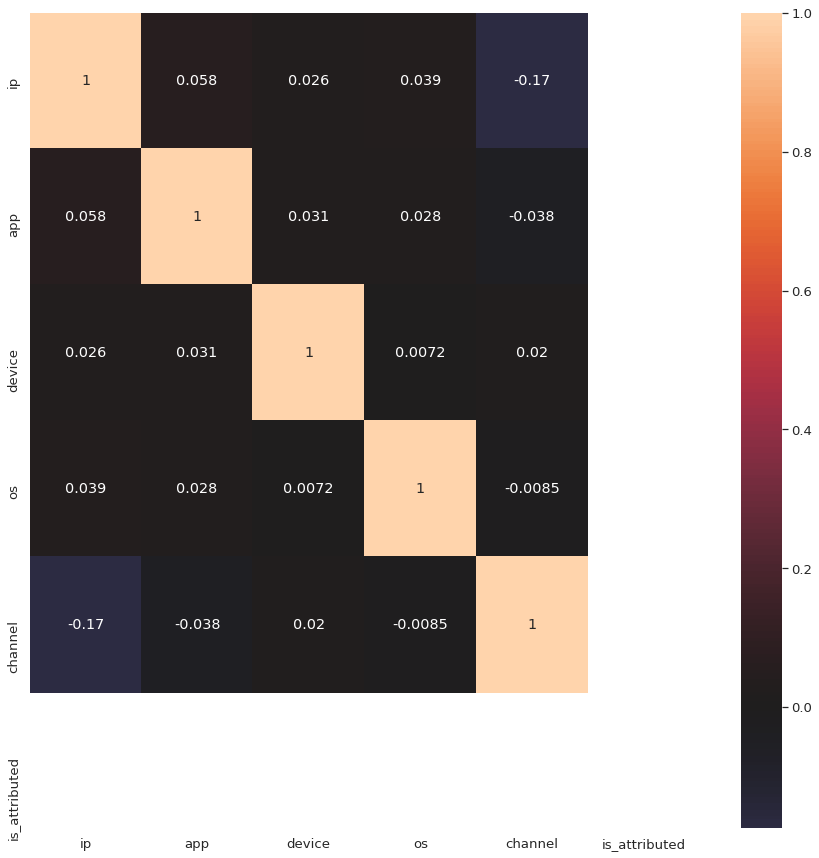 ip 1 0.058 0.026 0.039 -0.17
app 0.058 1 0.031 0.028 -0.038
device 0.026 0.031 1 0.0072 0.02
os 0.039 0.028 0.0072 1 -0.0085
channel -0.17 -0.038 0.02 -0.0085 1
is_attributed
ip app device os channel is_attributed
1.0
0.8
0.6
0.4
0.2
0.0